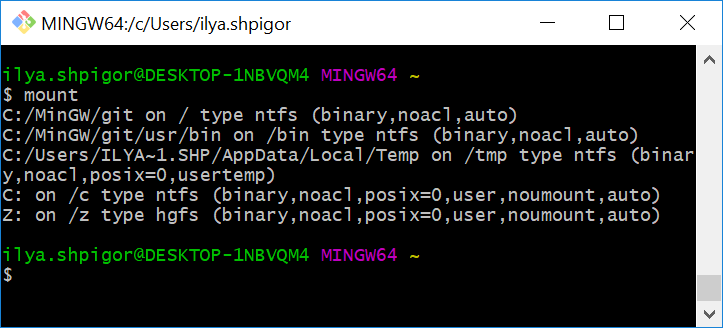 MINGW64:/c/Users/ilya.shpigor
ilya.shpigor@DESKTOP-1NBVQM4 MINGW64 ~
$ mount
C:/MinGW/git on / type ntfs (binary,noacl,auto)
C:/MinGW/git/usr/bin on /bin type ntfs (binary,noacl,auto)
C:/Users/ILYA~1.SHP/AppData/Local/Temp on /tmp type ntfs (binar
y,noacl,posix=0,usertemp)
C: on /c type ntfs (binary,noacl,posix=0,user,noumount,auto)
Z: on /z type hgfs (binary,noacl,posix=0,user,noumount,auto)
ilya.shpigor@DESKTOP-1NBVQM4 MINGW64 ~
$